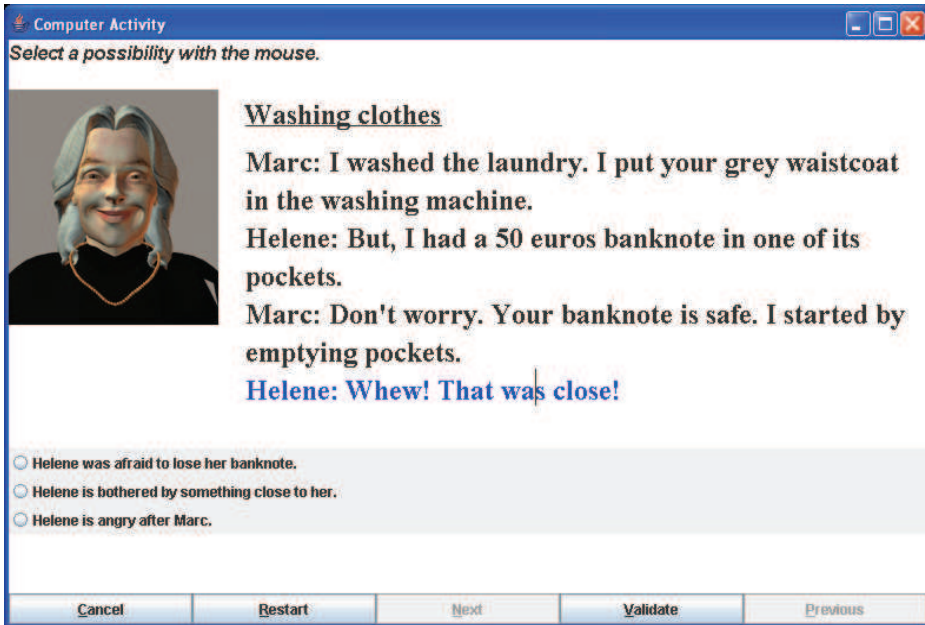 Computer Activity
Select a possibility with the mouse.
Washing clothes
Marc: I washed the laundry. I put your grey waistcoat
in the washing machine.
Helene: But, I had a 50 euros banknote in one of its
pockets.
Marc: Don't worry. Your banknote is safe. I started by
emptying pockets.
Helene: Whew! That was close!
Helene was afraid to lose her banknote.
Helene is bothered by something close to her.
Helene is angry after Marc.
Cancel Restart Next Validate Previous